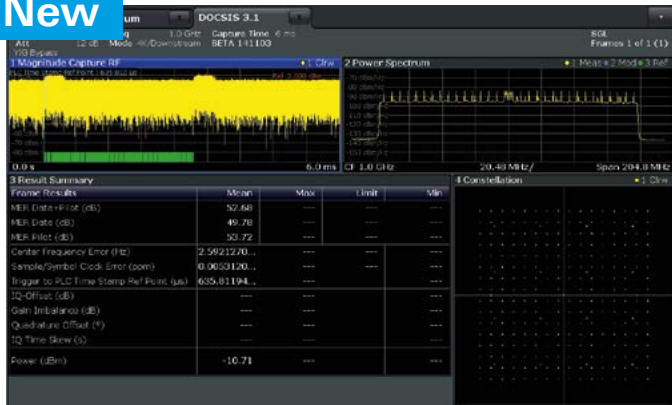 New
um
DOCSIS 3.1
1.0 GHz Capture Time 6 ms
SGL
Att 12 dB Mode 4K/Downstream BETA 141103
Frames 1 of 1 (1)
YIG Bypass
1 Magnitude Capture RF
1 Clrw
2 Power Spectrum
1 Meas 2 Mod 3 Ref
0.0 s
6.0 ms
CF 1.0 GHz
20.48 MHz/
Span 204.8 MHz
3 Result Summary
4 Constellation
1 Clrw
Frame Results Mean Max Limit Min
MER Data+Pilot (dB) 52.68 --- --- ---
MER Data (dB) 49.78 --- --- ---
MER Pilot (dB) 53.72 --- --- ---
Center Frequency Error (Hz) 2.5921270... --- --- ---
Sample/Symbol Clock Error (ppm) 0.0053120... --- --- ---
Trigger to PLC Time Stamp Ref Point (µs) 635.81194... --- ---
IQ-Offset (dB) --- --- ---
Gain Imbalance (dB) --- --- ---
Quadrature Offset (°) --- --- ---
IQ Time Skew (s) --- --- ---
Power (dBm) -10.71 --- ---